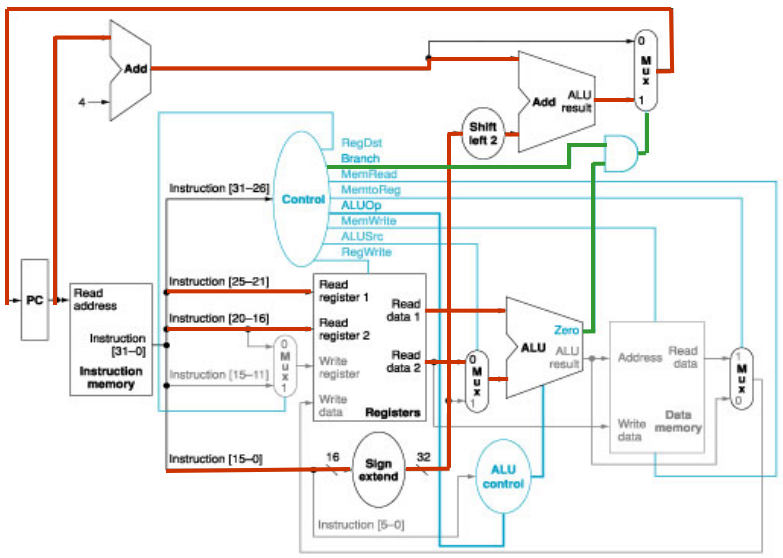 0
M
u
x
1
Add
4
Add
ALU
result
Shift
left 2
RegDst
Branch
MemRead
MemtoReg
ALUOp
MemWrite
ALUSrc
RegWrite
Control
Instruction [31–26]
Instruction [25–21]
Instruction [20–16]
Instruction [15–11]
Instruction [15–0]
Instruction [5–0]
PC
Read
address
Instruction
[31–0]
Instruction
memory
0
M
u
x
1
Read
register 1
Read
register 2
Write
register
Write
data
Read
data 1
Read
data 2
Registers
0
M
u
x
1
Zero
ALU
ALU
result
Address
Read
data
Write
data
Data
memory
1
M
u
x
0
16
Sign
extend
32
ALU
control